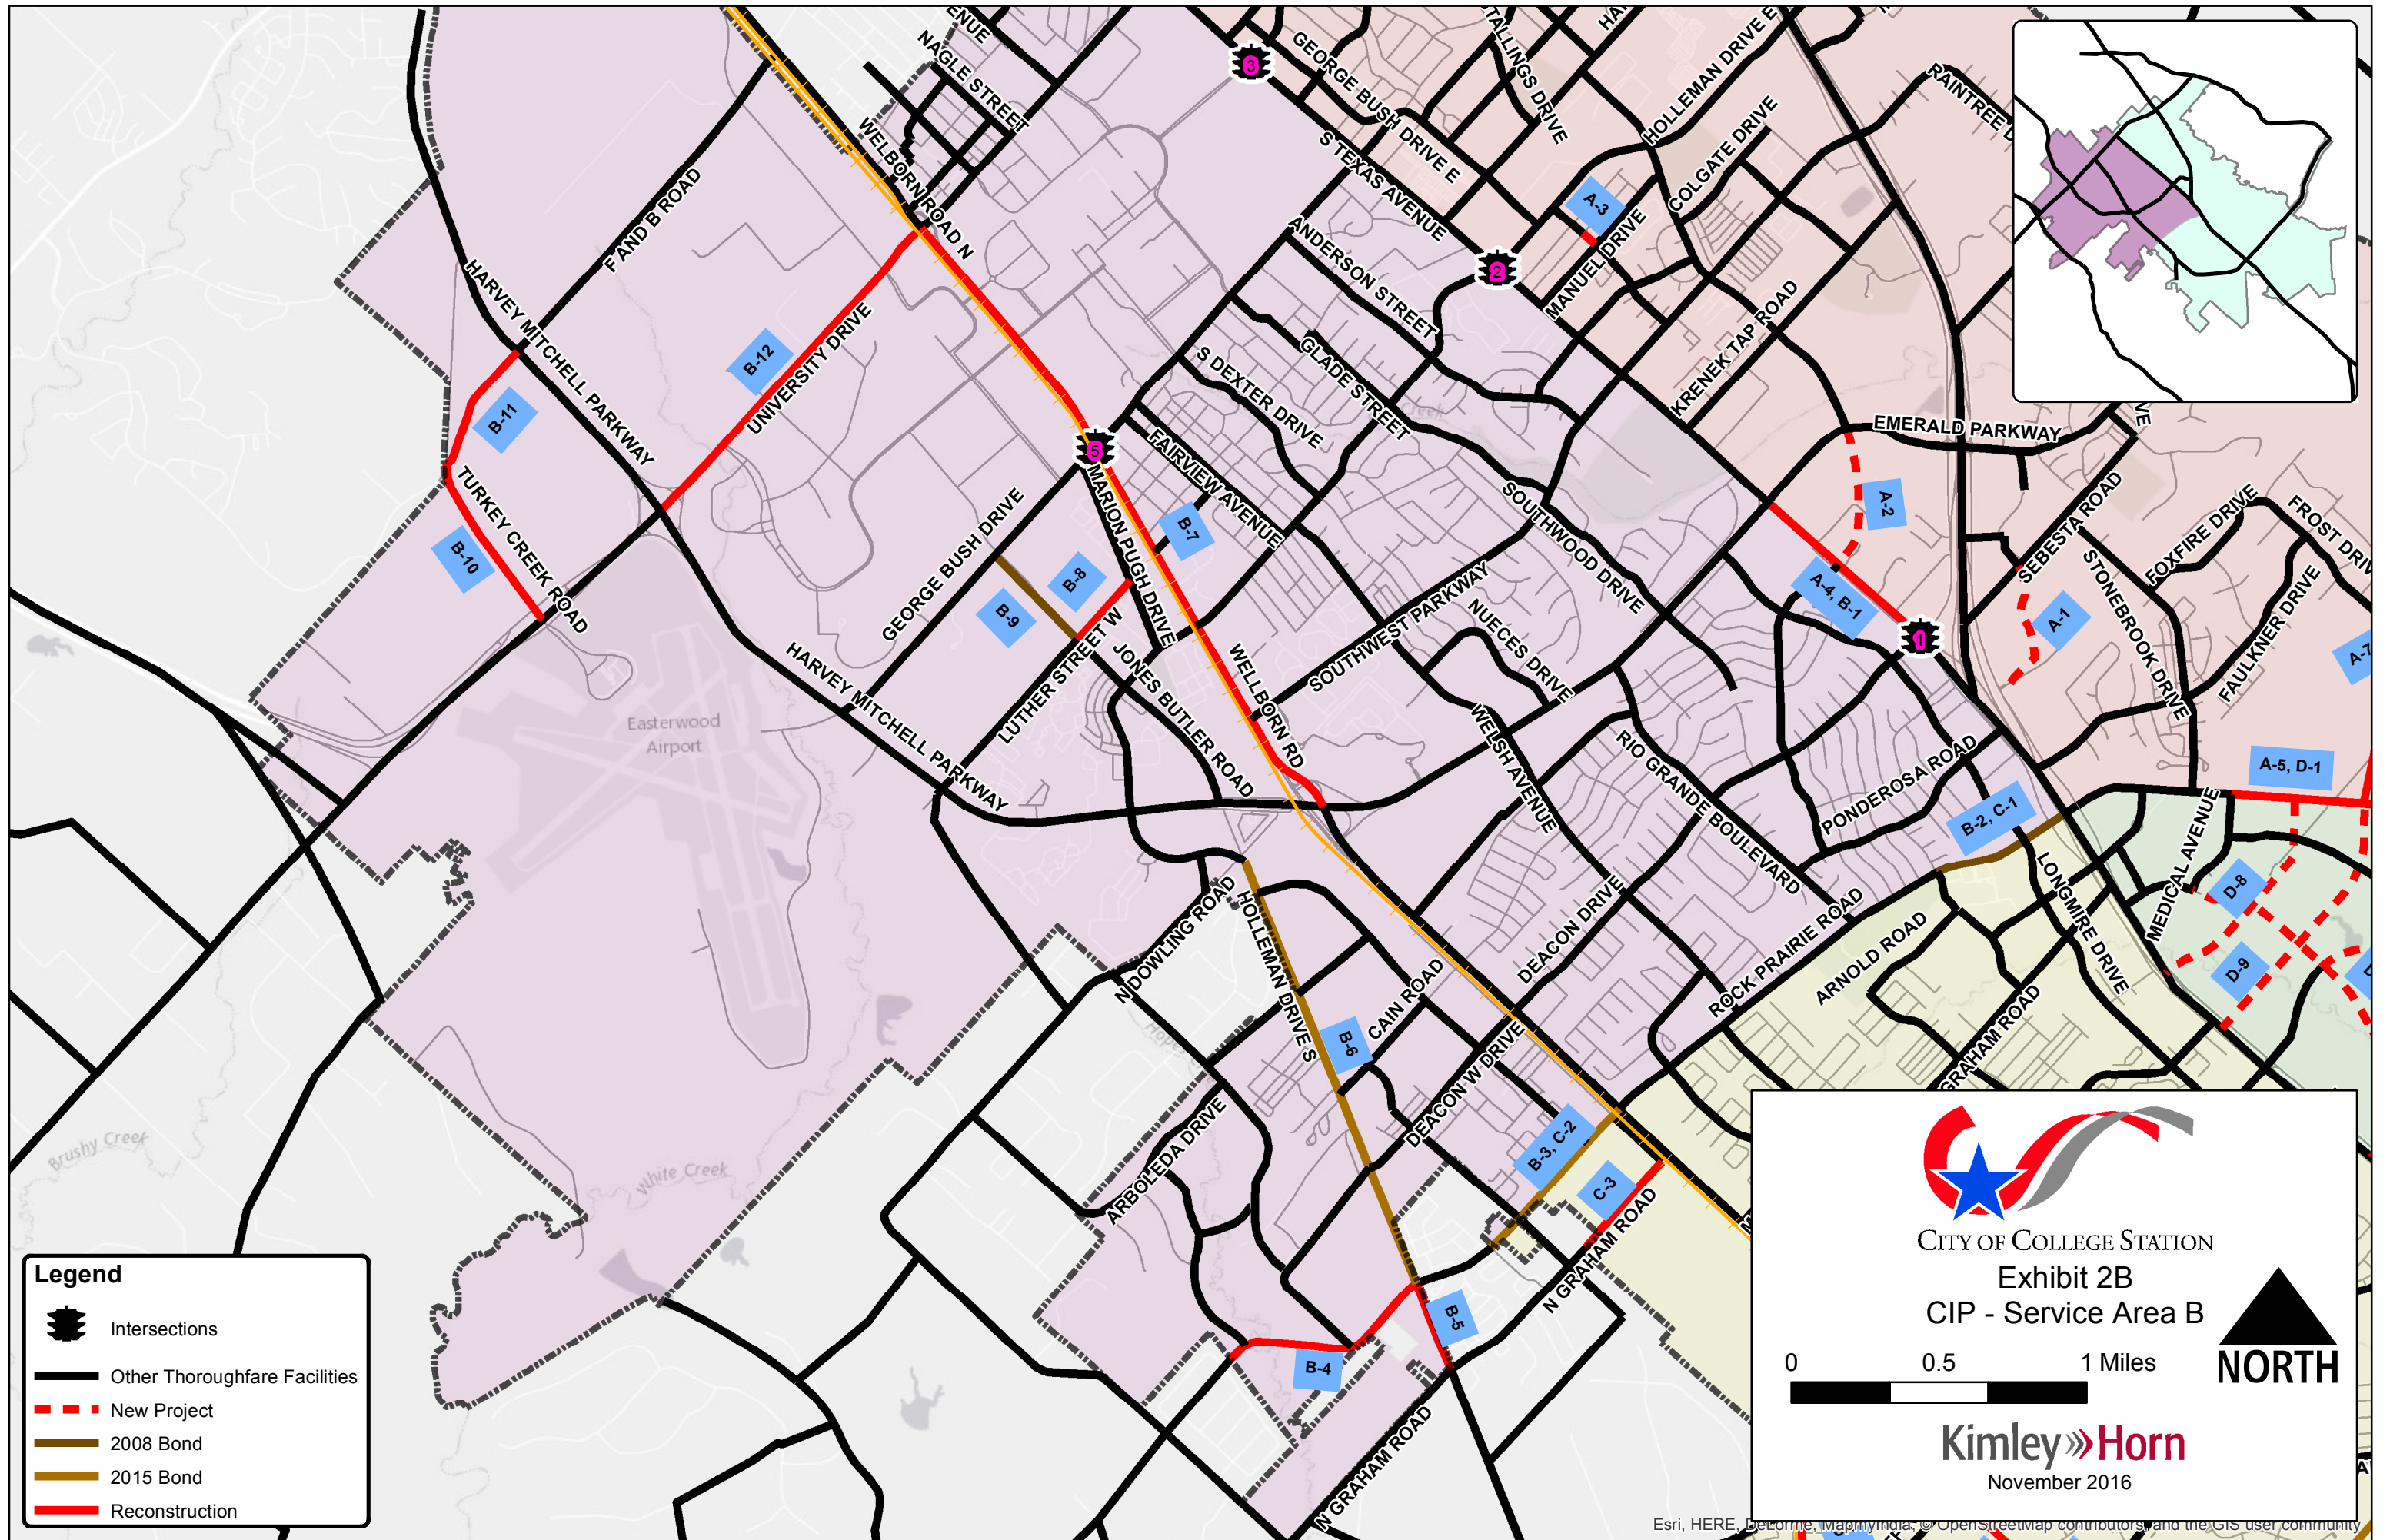 NAGLE STREET
WELBORN ROAD N
F AND B ROAD
HARVEY MITCHELL PARKWAY
UNIVERSITY DRIVE
TURKEY CREEK ROAD
B-12
B-11
B-10
3
GEORGE BUSH DRIVE E
S TEXAS AVENUE
HOLLEMAN DRIVE E
COLGATE DRIVE
RAINTREE D
A-3
MANUEL DRIVE
2
ANDERSON STREET
GLADE STREET
S DEXTER DRIVE
KRENEK TAP ROAD
EMERALD PARKWAY
5
FAIRVIEW AVENUE
MARION PUGH DRIVE
B-7
GEORGE BUSH DRIVE
B-8
B-9
LUTHER STREET W
JONES BUTLER ROAD
HARVEY MITCHELL PARKWAY
WELLBORN RD
SOUTHWEST PARKWAY
SOUTHWOOD DRIVE
NUECES DRIVE
WELSH AVENUE
A-2
A-4, B-1
1
SEBESTA ROAD
A-1
STONEBROOK DRIVE
FOXFIRE DRIVE
FAULKNER DRIVE
A-7
A-5, D-1
RIO GRANDE BOULEVARD
PONDEROSA ROAD
B-2, C-1
LONGMIRE DRIVE
MEDICAL AVENUE
D-8
D-9
Easterwood
Airport
N DOWLING ROAD
HOLLEMAN DRIVE S
B-6
CAIN ROAD
DEACON DRIVE
DEACON W DRIVE
ROCK PRAIRIE ROAD
ARNOLD ROAD
GRAHAM ROAD
ARBOLEDA DRIVE
B-3, C-2
C-3
N GRAHAM ROAD
B-5
B-4
N GRAHAM ROAD
Brushy Creek
White Creek
Legend
Intersections
Other Thoroughfare Facilities
New Project
2008 Bond
2015 Bond
Reconstruction
CITY OF COLLEGE STATION
Exhibit 2B
CIP - Service Area B
0 0.5 1 Miles
NORTH
Kimley»Horn
November 2016
Esri, HERE, DeLorme, MapmyIndia, © OpenStreetMap contributors, and the GIS user community